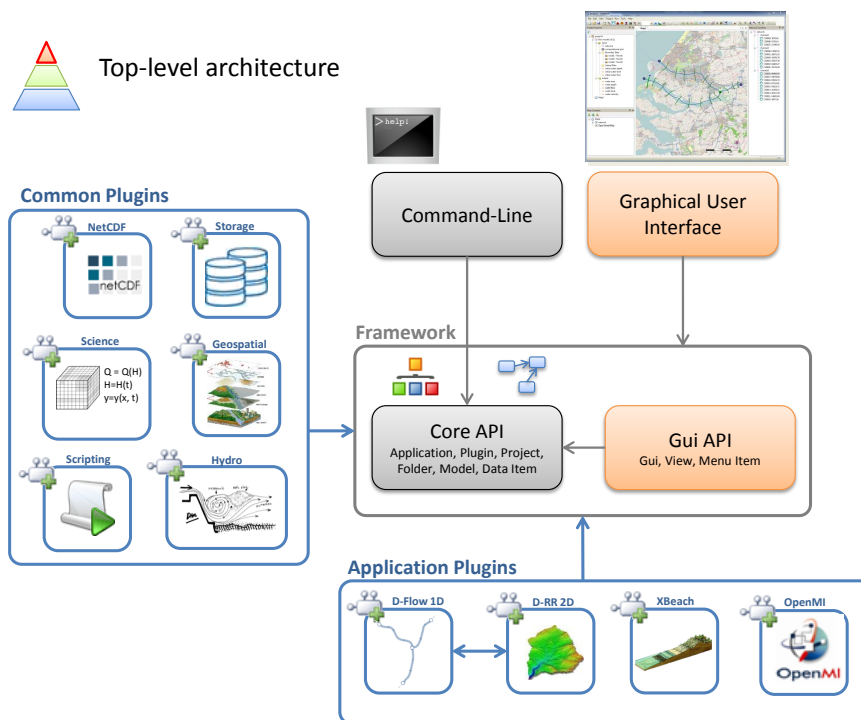 Top-level architecture
>help!
Command-Line
Graphical User
Interface
Common Plugins
NetCDF
netCDF
Storage
Science
Q = Q(H)
H=H(t)
y=y(x, t)
Geospatial
Scripting
Hydro
Framework
Core API
Application, Plugin, Project,
Folder, Model, Data Item
Gui API
Gui, View, Menu Item
Application Plugins
D-Flow 1D
D-RR 2D
XBeach
OpenMI
OpenMI